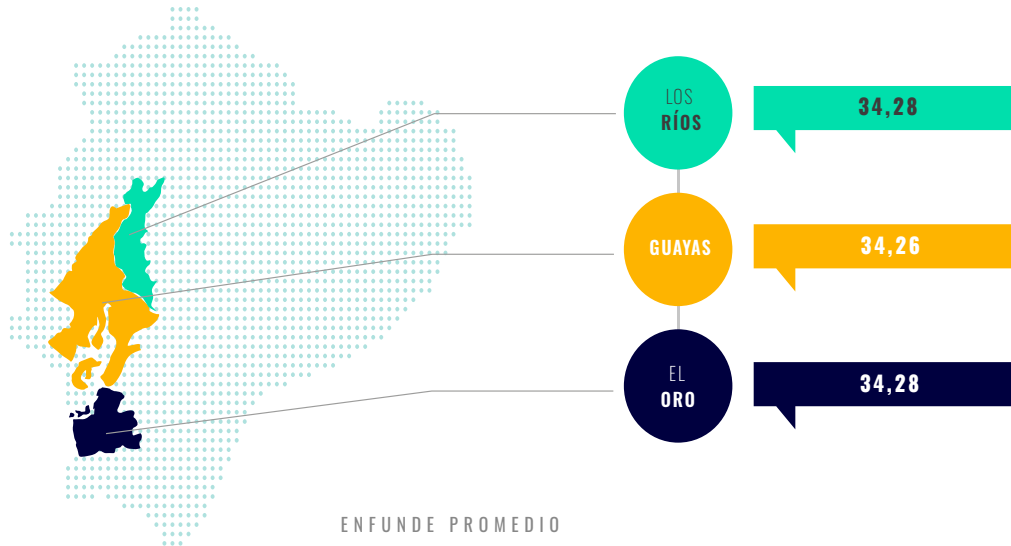 LOS
RÍOS
34,28
GUAYAS
34,26
EL
ORO
34,28
ENFUNDE PROMEDIO